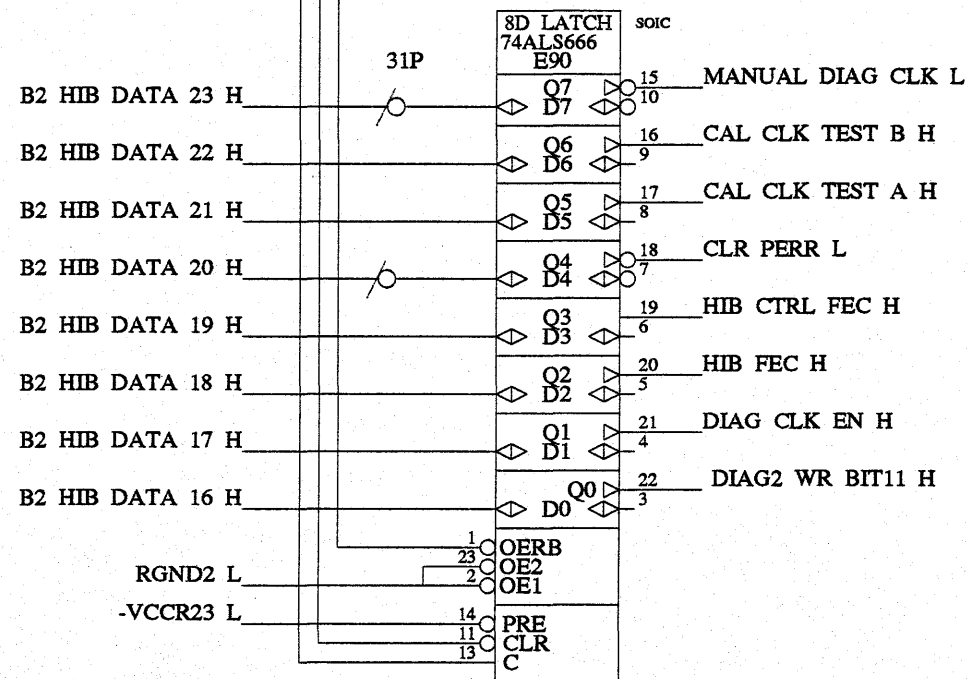 8D LATCH SOIC
74ALS666
E90
31P
B2 HIB DATA 23 H Q7 15 MANUAL DIAG CLK L
D7 10
B2 HIB DATA 22 H Q6 16 CAL CLK TEST B H
D6 9
B2 HIB DATA 21 H Q5 17 CAL CLK TEST A H
D5 8
B2 HIB DATA 20 H Q4 18 CLR PERR L
D4 7
B2 HIB DATA 19 H Q3 19 HIB CTRL FEC H
D3 6
B2 HIB DATA 18 H Q2 20 HIB FEC H
D2 5
B2 HIB DATA 17 H Q1 21 DIAG CLK EN H
D1 4
B2 HIB DATA 16 H Q0 22 DIAG2 WR BIT11 H
D0 3
1 OERB
23 OE2
RGND2 L 2 OE1
-VCCR23 L 14 PRE
11 CLR
13 C